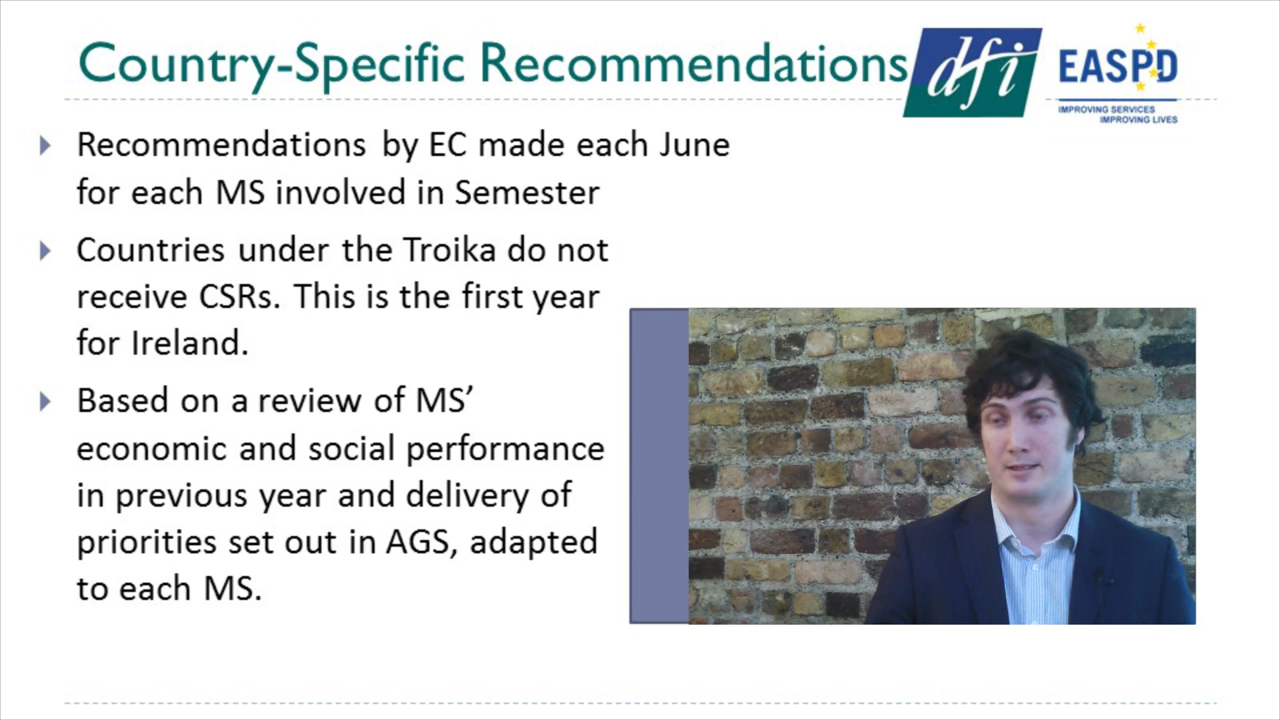 Country-Specific Recommendations
dfi
EASPD
IMPROVING SERVICES
IMPROVING LIVES
Recommendations by EC made each June
for each MS involved in Semester
Countries under the Troika do not
receive CSRs. This is the first year
for Ireland.
Based on a review of MS’
economic and social performance
in previous year and delivery of
priorities set out in AGS, adapted
to each MS.